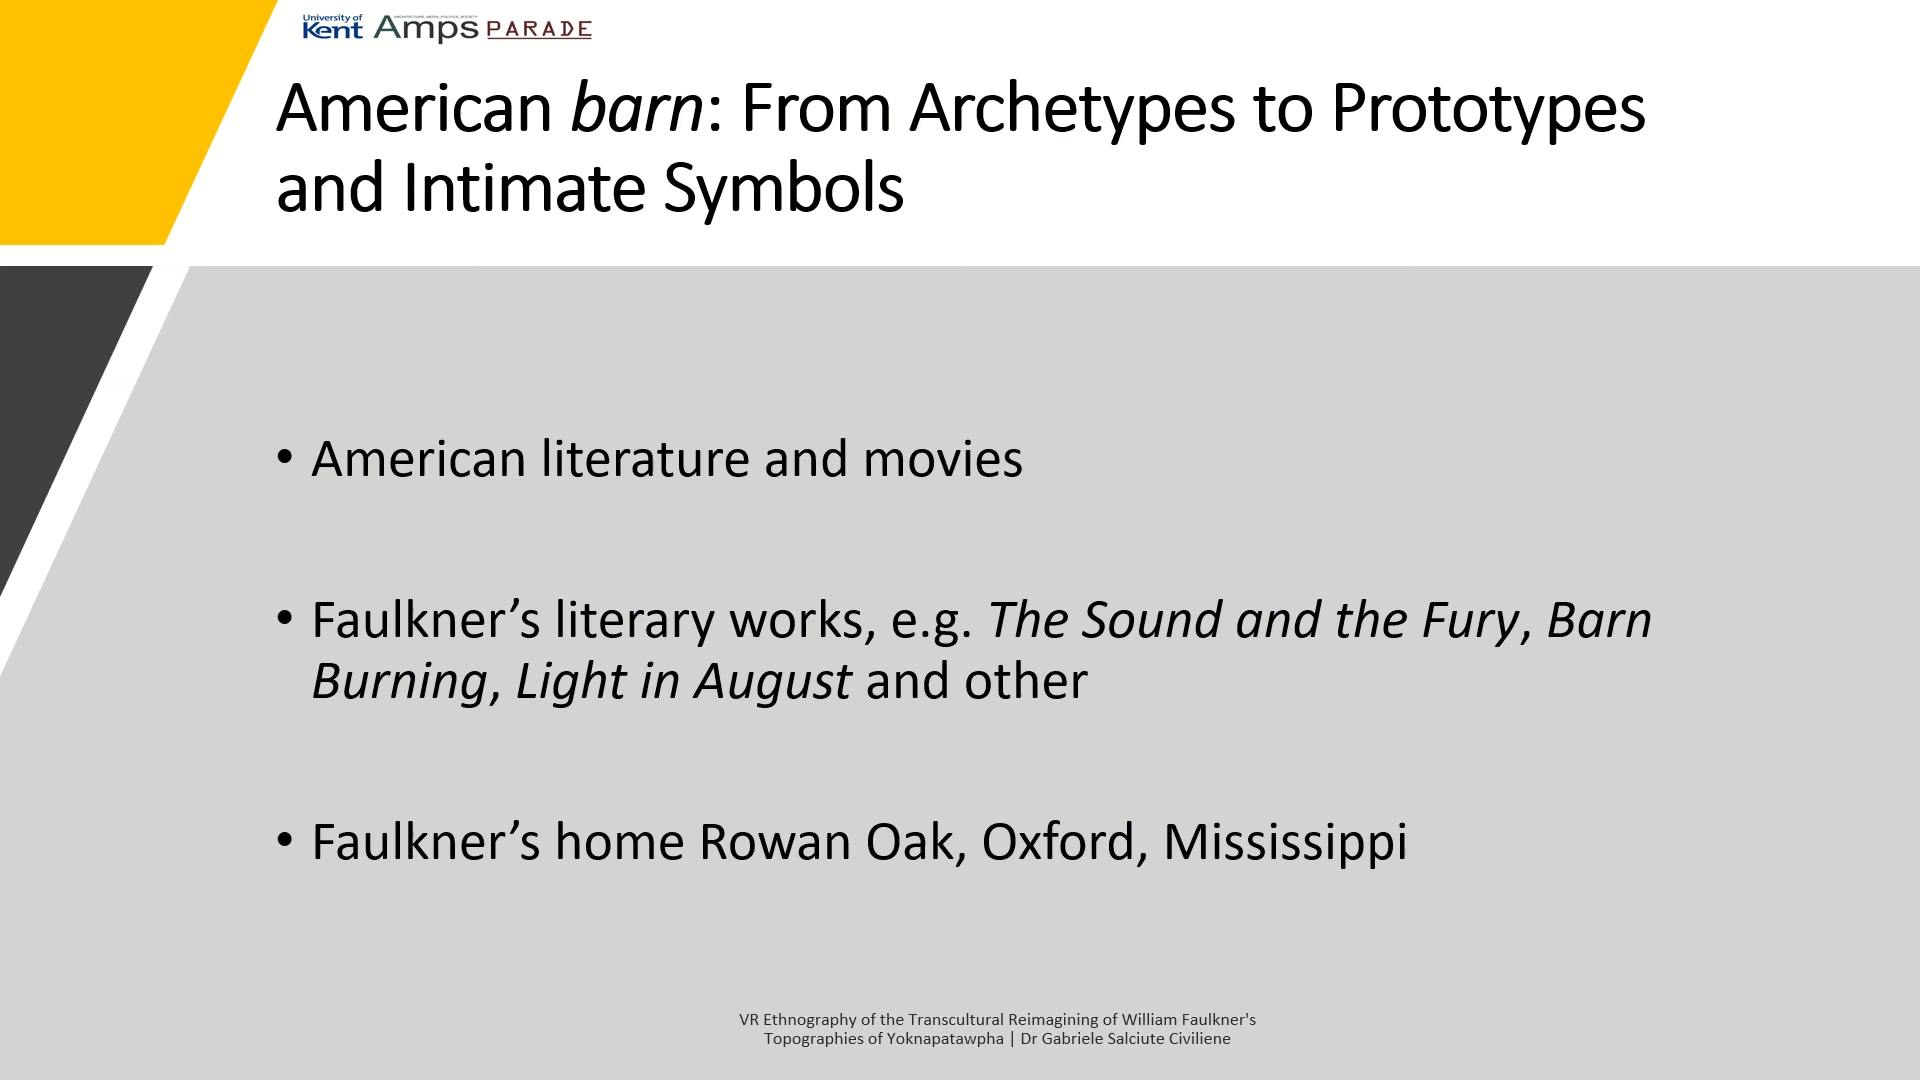 University of
Kent Amps PARADE
American barn: From Archetypes to Prototypes
and Intimate Symbols
• American literature and movies
• Faulkner’s literary works, e.g. The Sound and the Fury, Barn
Burning, Light in August and other
• Faulkner’s home Rowan Oak, Oxford, Mississippi
VR Ethnography of the Transcultural Reimagining of William Faulkner's
Topographies of Yoknapatawpha | Dr Gabriele Salciute Civiliene